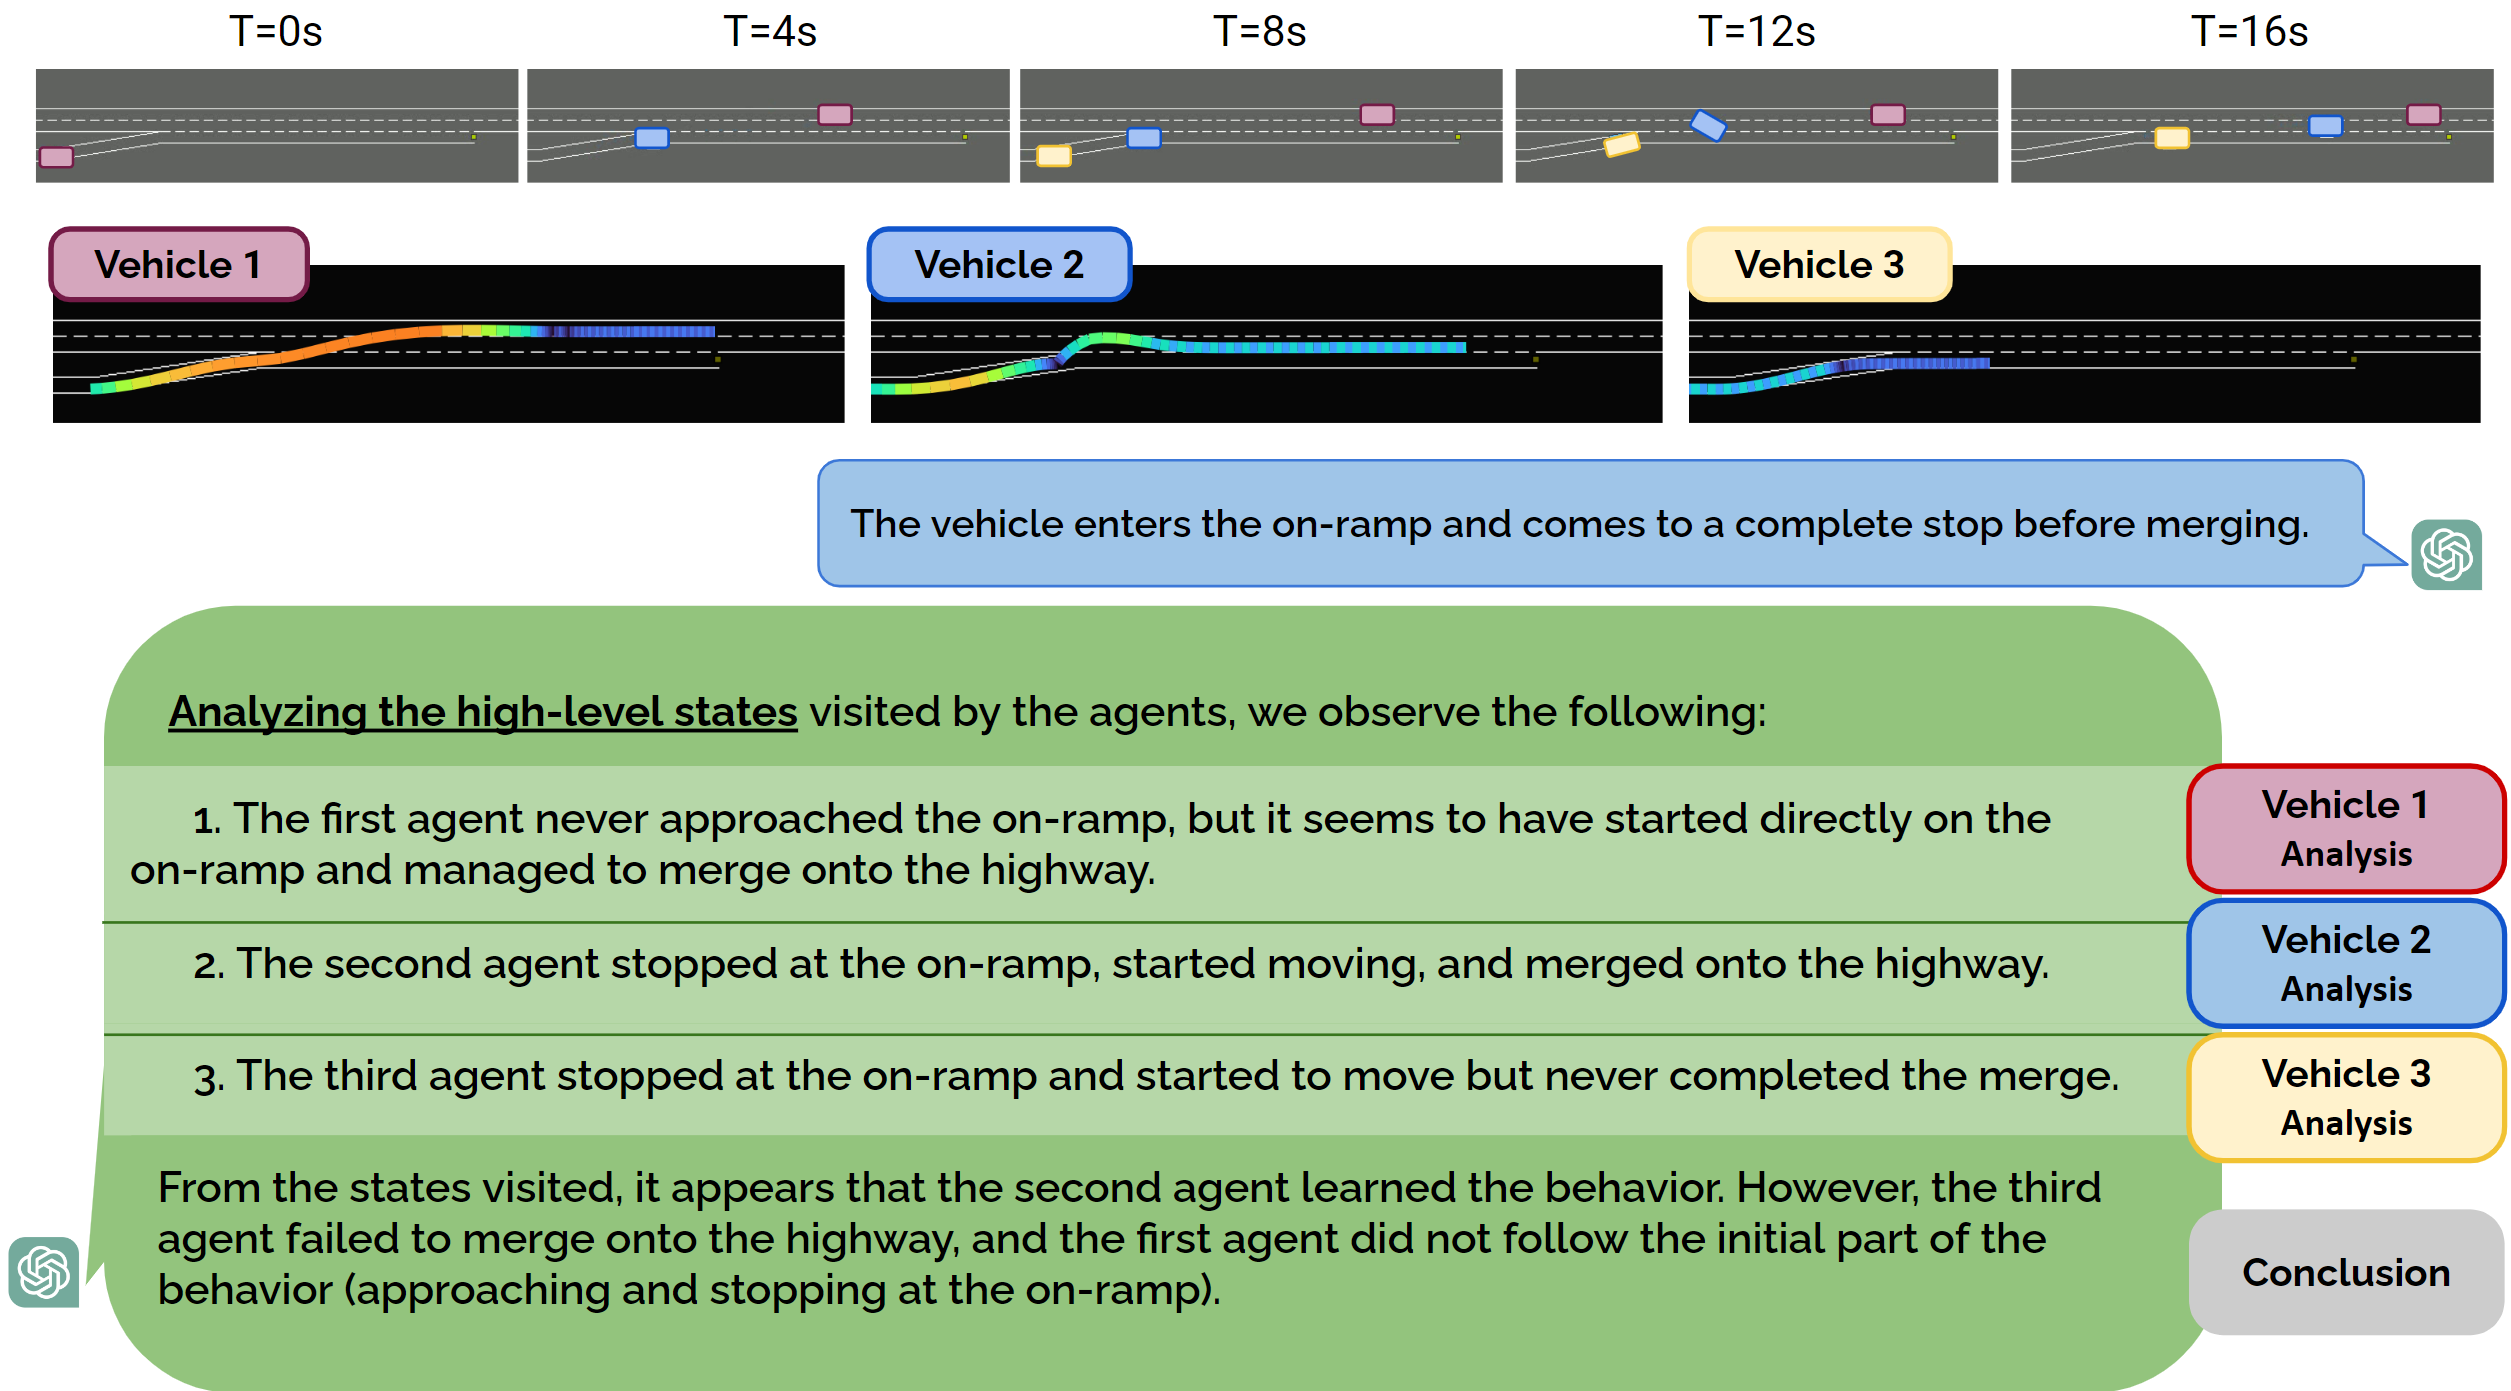 T=0s T=4s T=8s T=12s T=16s
Vehicle 1 Vehicle 2 Vehicle 3
The vehicle enters the on-ramp and comes to a complete stop before merging.
Analyzing the high-level states visited by the agents, we observe the following:
1. The first agent never approached the on-ramp, but it seems to have started directly on the
on-ramp and managed to merge onto the highway.
Vehicle 1
Analysis
2. The second agent stopped at the on-ramp, started moving, and merged onto the highway.
Vehicle 2
Analysis
3. The third agent stopped at the on-ramp and started to move but never completed the merge.
Vehicle 3
Analysis
From the states visited, it appears that the second agent learned the behavior. However, the third
agent failed to merge onto the highway, and the first agent did not follow the initial part of the
behavior (approaching and stopping at the on-ramp).
Conclusion